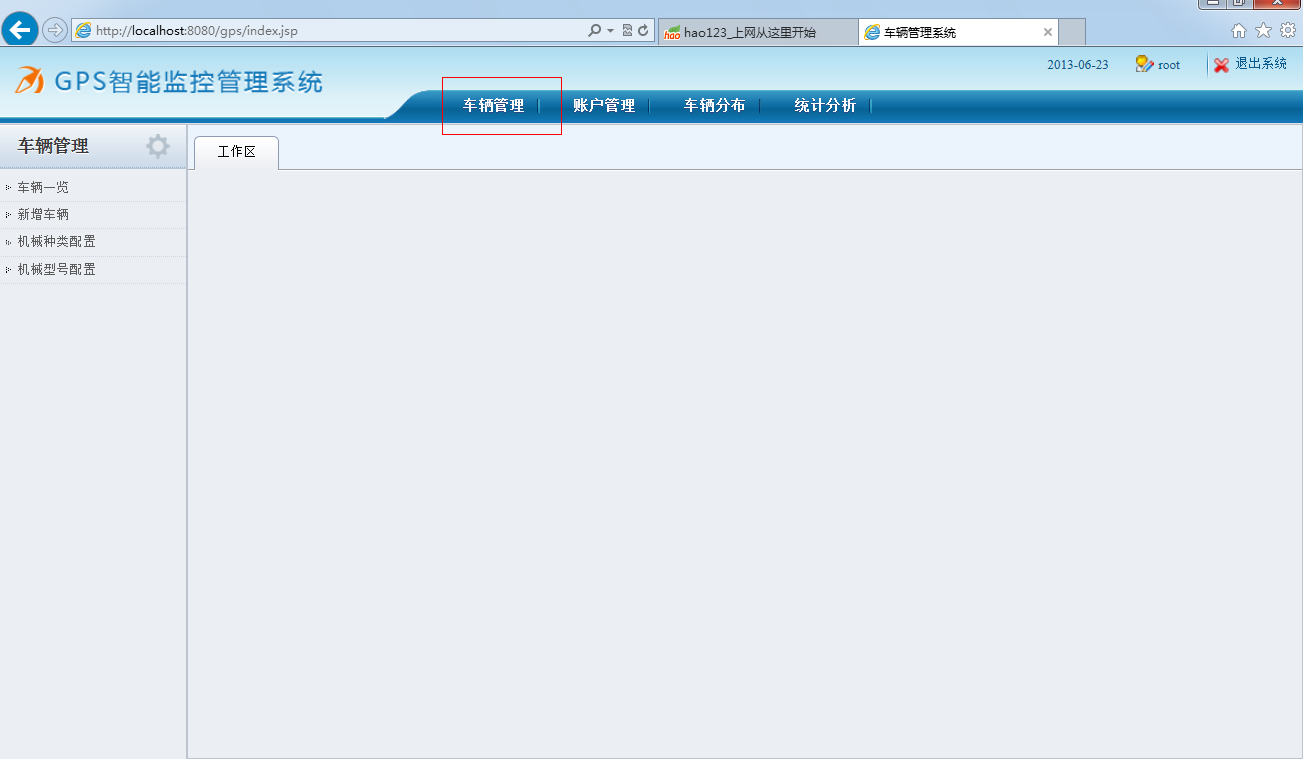 http://localhost:8080/gps/index.jsp
hao123_上网从这里开始
车辆管理系统
GPS智能监控管理系统
2013-06-23
root
退出系统
车辆管理
账户管理
车辆分布
统计分析
车辆管理
工作区
车辆一览
新增车辆
机械种类配置
机械型号配置